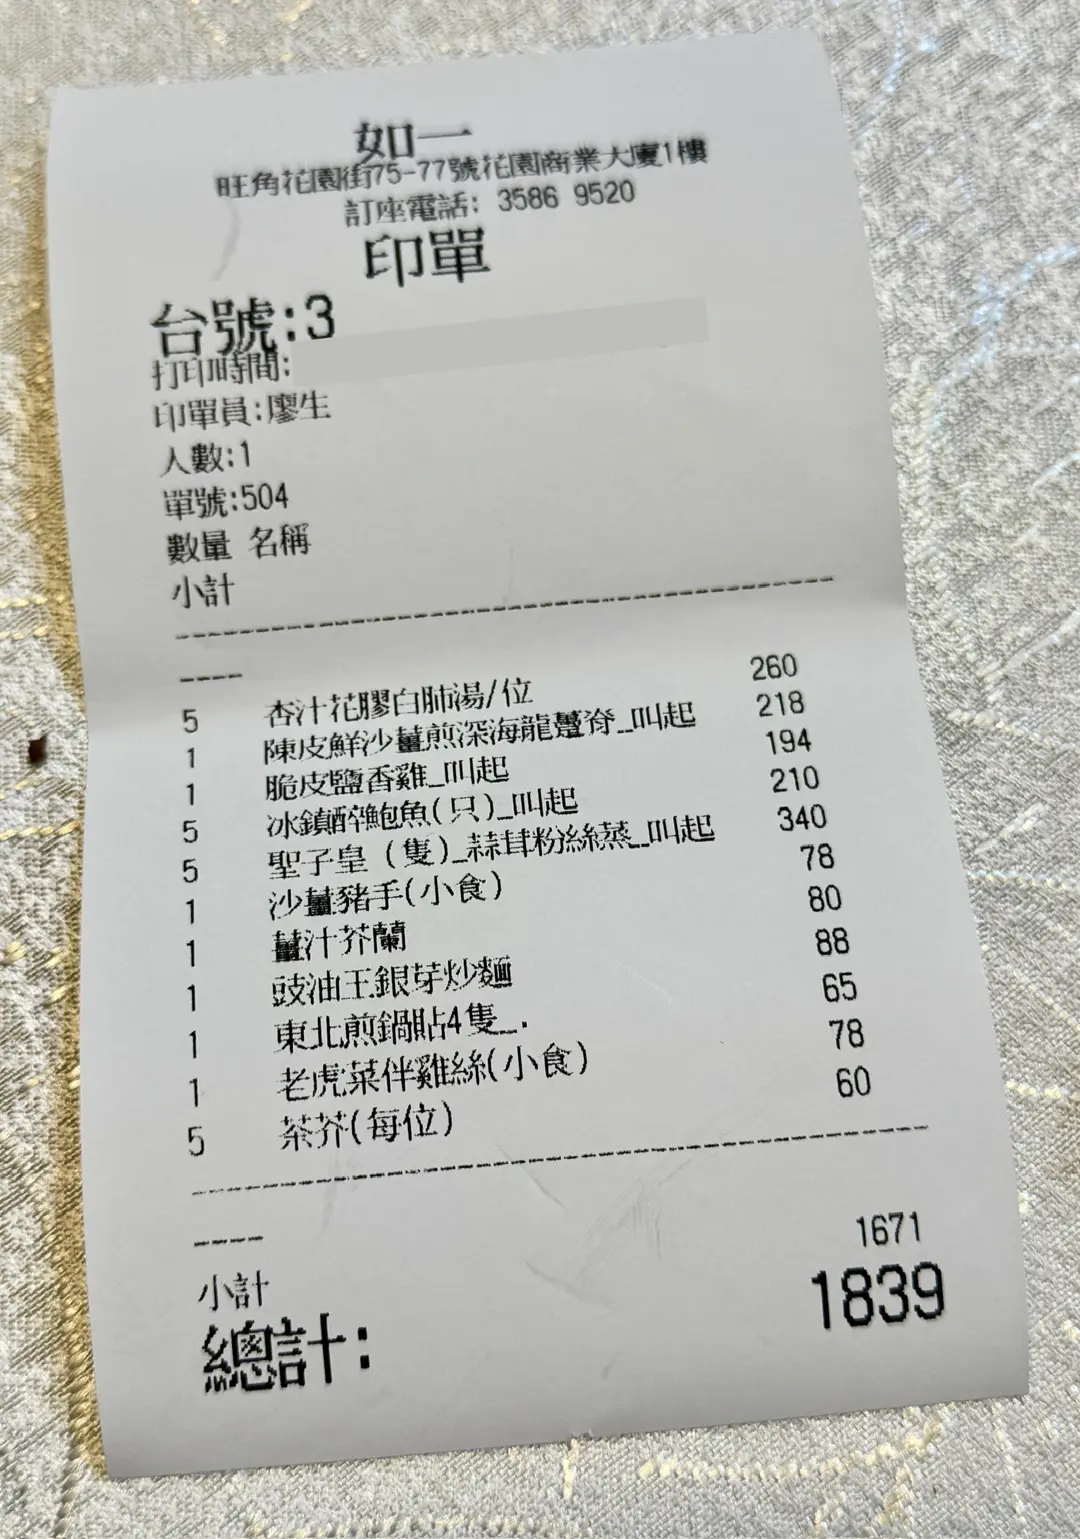 如一
旺角花園街75-77號花園商業大廈1樓
訂座電話: 3586 9520
印單
台號:3
打印時間:
印單員:廖生
人數:1
單號:504
數量 名稱
小計
5 杏汁花膠白肺湯/位 260
1 陳皮鮮沙薑煎深海龍躉脊_叫起 218
1 脆皮鹽香雞_叫起 194
5 冰鎮醉鮑魚(只)_叫起 210
5 聖子皇 (隻)_蒜茸粉絲蒸_叫起 340
1 沙薑豬手(小食) 78
1 薑汁芥蘭 80
1 豉油王銀芽炒麵 88
1 東北煎鍋貼4隻_. 65
1 老虎菜伴雞絲(小食) 78
5 茶芥(每位) 60
小計 1671
總計: 1839